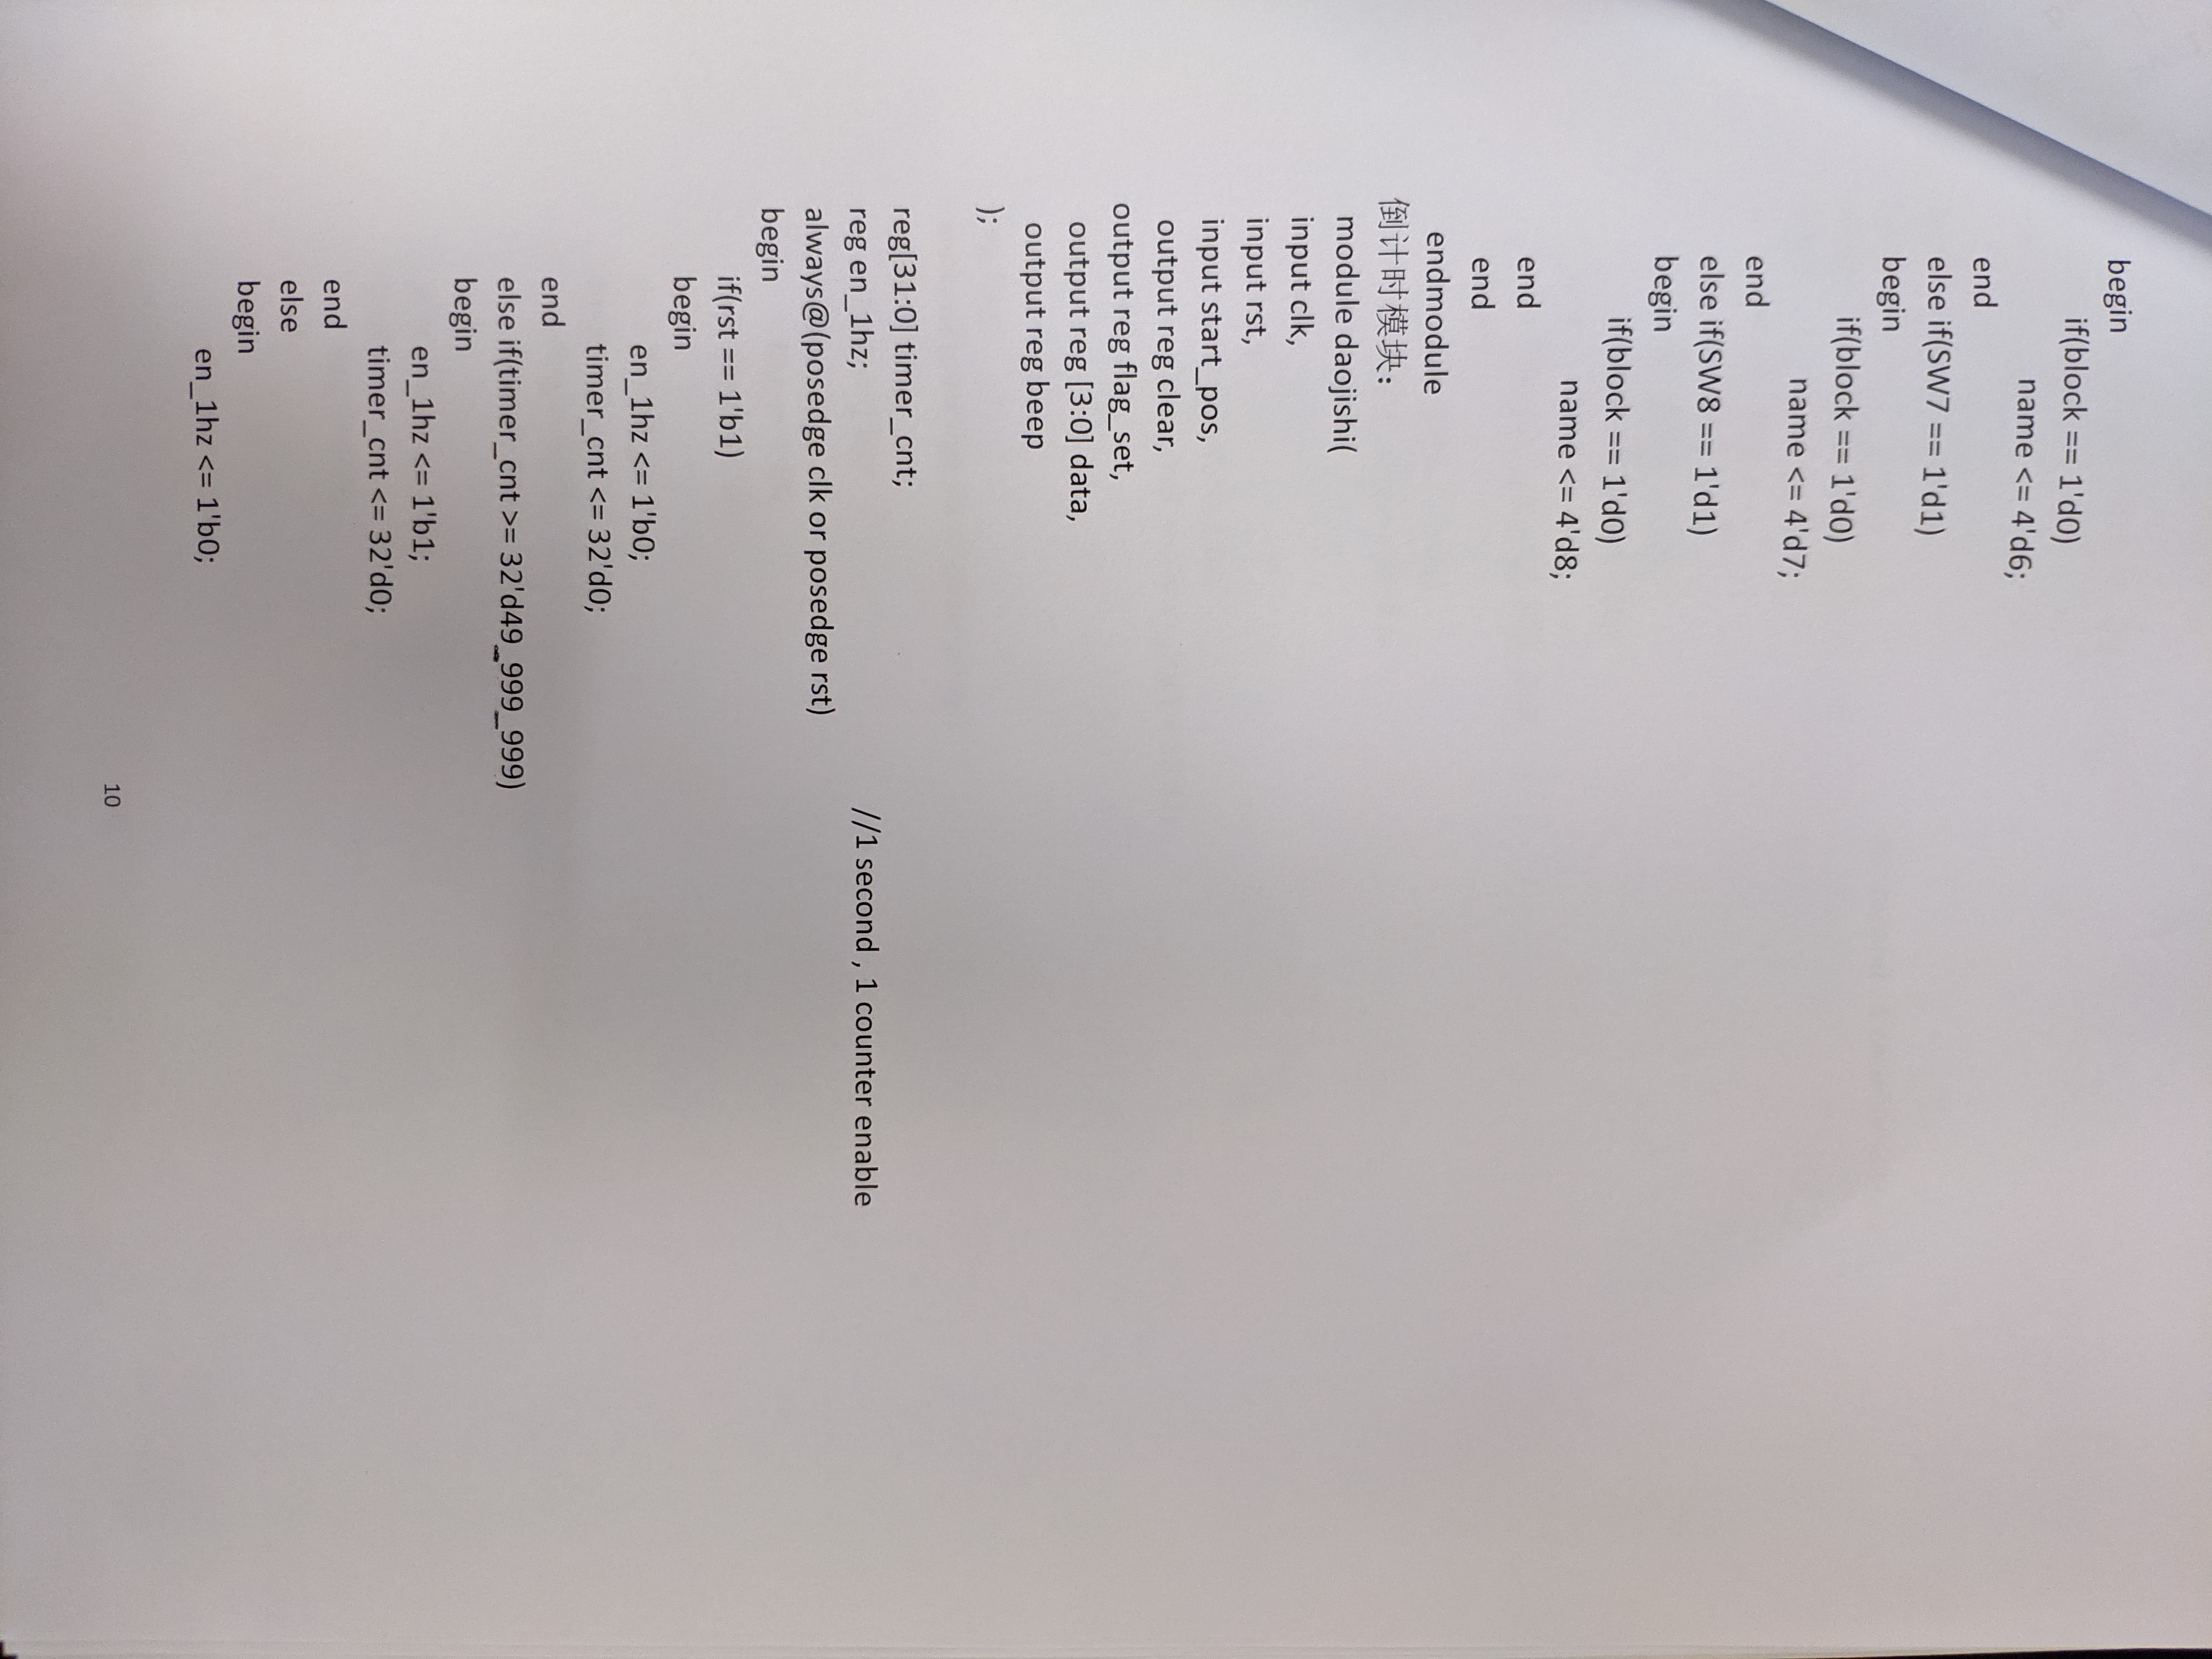 begin
if(block == 1'd0)
name <= 4'd6;
end
else if(SW7 == 1'd1)
begin
if(block == 1'd0)
name <= 4'd7;
end
else if(SW8 == 1'd1)
begin
if(block == 1'd0)
name <= 4'd8;
end
end
endmodule
倒计时模块：
module daojishi(
input clk,
input rst,
input start_pos,
output reg clear,
output reg flag_set,
output reg [3:0] data,
output reg beep
);
reg[31:0] timer_cnt;
reg en_1hz; //1 second , 1 counter enable
always@(posedge clk or posedge rst)
begin
if(rst == 1'b1)
begin
en_1hz <= 1'b0;
timer_cnt <= 32'd0;
end
else if(timer_cnt >= 32'd49_999_999)
begin
en_1hz <= 1'b1;
timer_cnt <= 32'd0;
end
else
begin
en_1hz <= 1'b0;
10